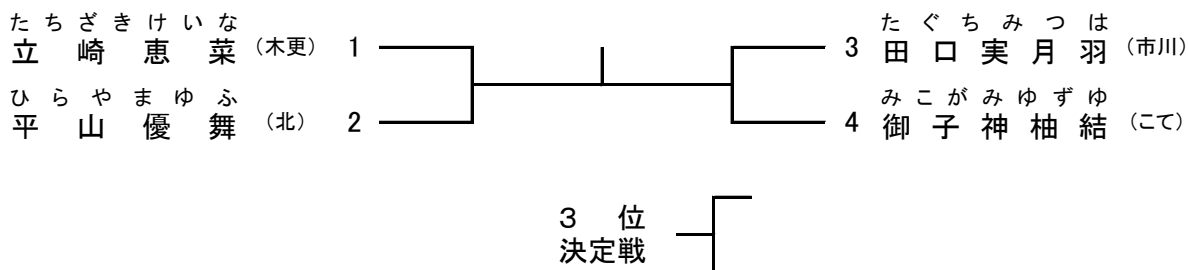 たちざきけいな
立崎恵菜 (木更) 1
ひらやまゆふ
平山優舞 (北) 2
たぐちみつは
3 田口実月羽 (市川)
みこがみゆずゆ
4 御子神柚結 (こて)
3位
決定戦